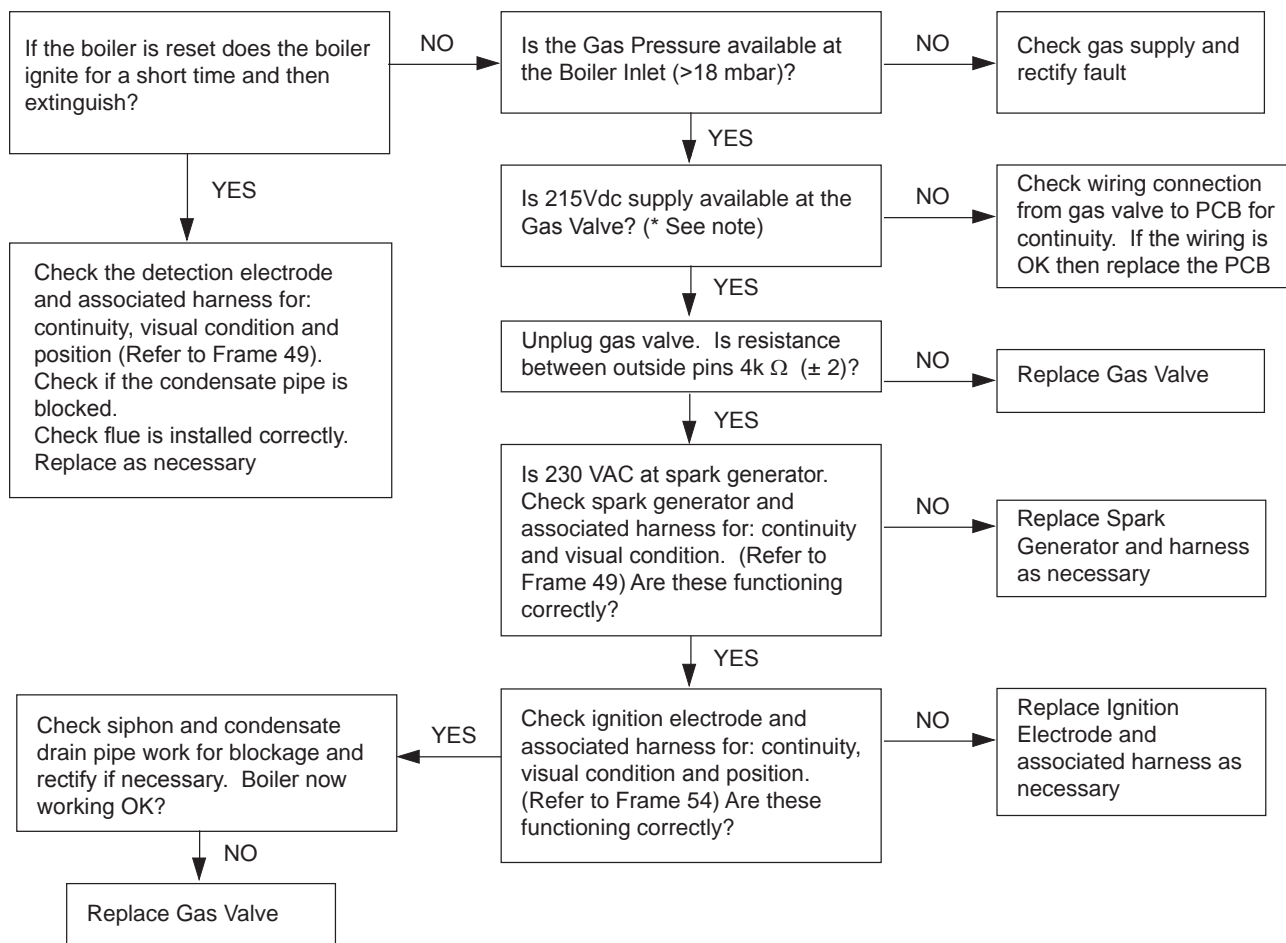 If the boiler is reset does the boiler
ignite for a short time and then
extinguish?
NO
Is the Gas Pressure available at
the Boiler Inlet (>18 mbar)?
NO
Check gas supply and
rectify fault
YES
YES
Is 215Vdc supply available at the
Gas Valve? (* See note)
NO
Check wiring connection
from gas valve to PCB for
continuity.  If the wiring is
OK then replace the PCB
Check the detection electrode
and associated harness for:
continuity, visual condition and
position (Refer to Frame 49).
Check if the condensate pipe is
blocked.
Check flue is installed correctly.
Replace as necessary
YES
Unplug gas valve.  Is resistance
between outside pins 4k Ω  (± 2)?
NO
Replace Gas Valve
YES
Is 230 VAC at spark generator.
Check spark generator and
associated harness for: continuity
and visual condition.  (Refer to
Frame 49) Are these functioning
correctly?
NO
Replace Spark
Generator and harness
as necessary
YES
Check ignition electrode and
associated harness for: continuity,
visual condition and position.
(Refer to Frame 54) Are these
functioning correctly?
NO
Replace Ignition
Electrode and
associated harness as
necessary
YES
Check siphon and condensate
drain pipe work for blockage and
rectify if necessary.  Boiler now
working OK?
NO
Replace Gas Valve